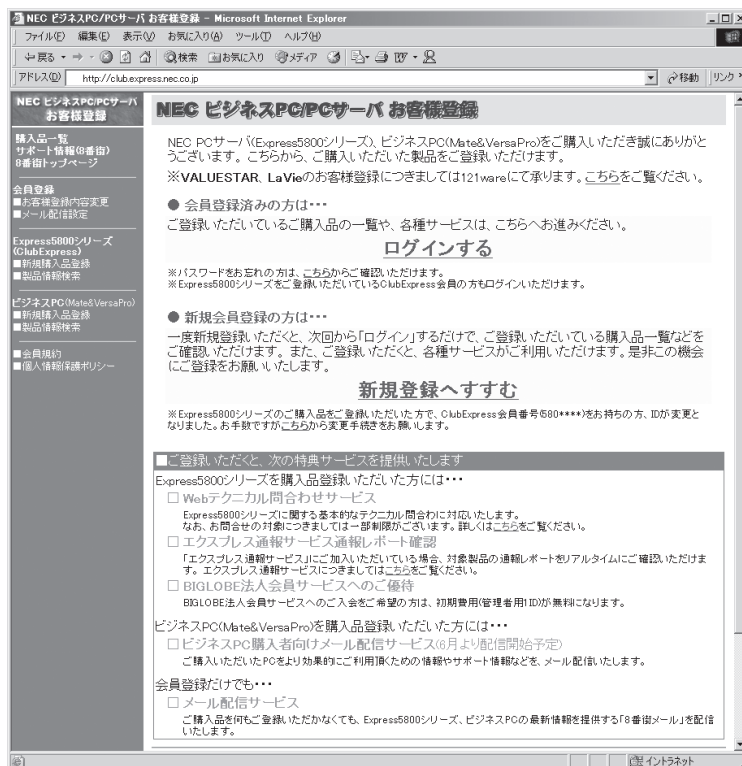 NEC ビジネスPC/PCサーバ お客様登録 - Microsoft Internet Explorer
ファイル(F) 編集(E) 表示(V) お気に入り(A) ツール(T) ヘルプ(H)
戻る 検索 お気に入り メディア
アドレス(D) http://club.express.nec.co.jp 移動 リンク
NEC ビジネスPC/PCサーバ
お客様登録
購入品一覧
サポート情報(8番街)
8番街トップページ
会員登録
■お客様登録内容変更
■メール配信設定
Express5800シリーズ
(ClubExpress)
■新規購入品登録
■製品情報検索
ビジネスPC(Mate&VersaPro)
■新規購入品登録
■製品情報検索
■会員規約
■個人情報保護ポリシー
NEC ビジネスPC/PCサーバ お客様登録
NEC PCサーバ(Express5800シリーズ)、ビジネスPC(Mate&VersaPro)をご購入いただき誠にありがと
うございます。こちらから、ご購入いただいた製品をご登録いただけます。
※VALUESTAR、LaVieのお客様登録につきましては121wareにて承ります。こちらをご覧ください。
● 会員登録済みの方は・・・
ご登録いただいているご購入品の一覧や、各種サービスは、こちらへお進みください。
ログインする
※パスワードをお忘れの方は、こちらからご確認いただけます。
※Express5800シリーズをご登録いただいているClubExpress会員の方もログインいただけます。
● 新規会員登録の方は・・・
一度新規登録いただくと、次回から「ログイン」するだけで、ご登録いただいている購入品一覧などを
ご確認いただけます。また、ご登録いただくと、各種サービスがご利用いただけます。是非この機会
にご登録をお願いいたします。
新規登録へすすむ
※Express5800シリーズのご購入品をご登録いただいた方で、ClubExpress会員番号(580****)をお持ちの方、IDが変更と
なりました。お手数ですがこちらから変更手続きをお願いします。
■ご登録いただくと、次の特典サービスを提供いたします
Express5800シリーズを購入品登録いただいた方には・・・
□ Webテクニカル問合わせサービス
Express5800シリーズに関する基本的なテクニカル問合わに対応いたします。
なお、お問合せの対象につきましては一部制限がございます。詳しくはこちらをご覧ください。
□ エクスプレス通報サービス通報レポート確認
「エクスプレス通報サービス」にご加入いただいている場合、対象製品の通報レポートをリアルタイムにご確認いただけま
す。エクスプレス通報サービスにつきましてはこちらをご覧ください。
□ BIGLOBE法人会員サービスへのご優待
BIGLOBE法人会員サービスへのご入会をご希望の方は、初期費用(管理者用1ID)が無料になります。
ビジネスPC(Mate&VersaPro)を購入品登録いただいた方には・・・
□ ビジネスPC購入者向けメール配信サービス(6月より配信開始予定)
ご購入いただいたPCをより効果的にご利用頂くための情報やサポート情報などを、メール配信いたします。
会員登録だけでも・・・
□ メール配信サービス
ご購入品を何もご登録いただかなくても、Express5800シリーズ、ビジネスPCの最新情報を提供する「8番街メール」を配信
いたします。
イントラネット